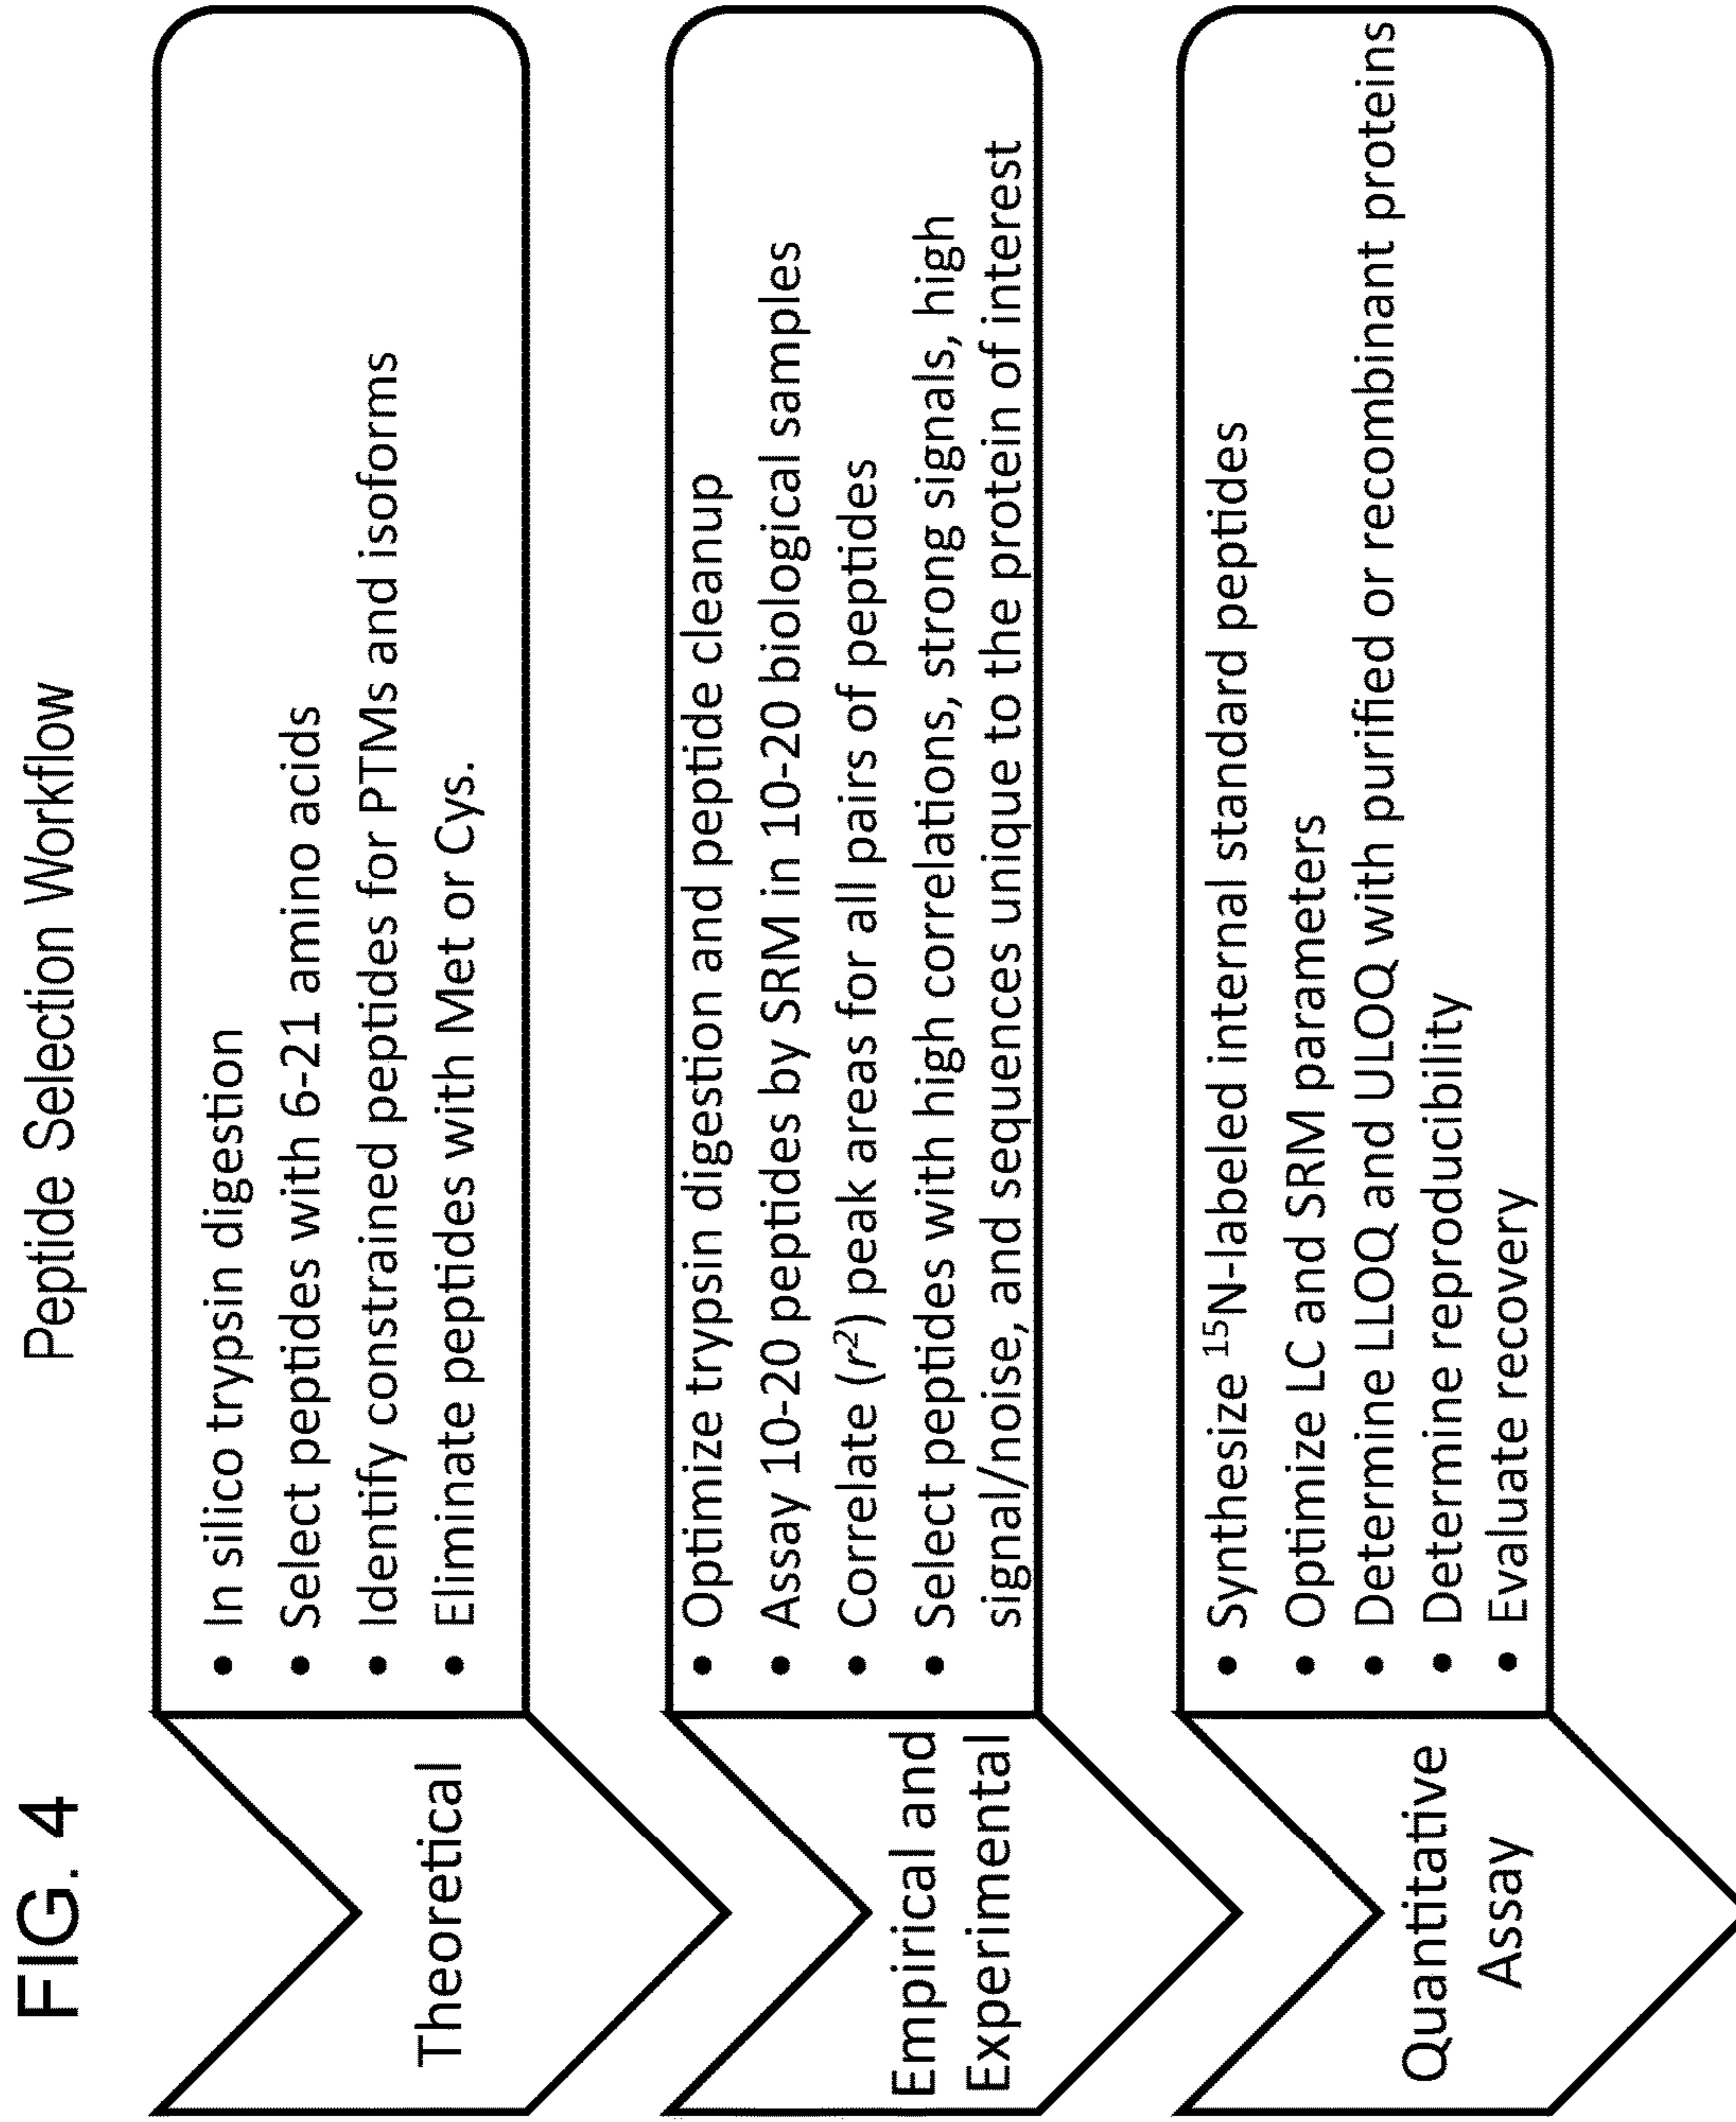 FIG. 4
Peptide Selection Workflow
Theoretical
• In silico trypsin digestion
• Select peptides with 6-21 amino acids
• Identify constrained peptides for PTMs and isoforms
• Eliminate peptides with Met or Cys.
Empirical and
Experimental
• Optimize trypsin digestion and peptide cleanup
• Assay 10-20 peptides by SRM in 10-20 biological samples
• Correlate (r²) peak areas for all pairs of peptides
• Select peptides with high correlations, strong signals, high
signal/noise, and sequences unique to the protein of interest
Quantitative
Assay
• Synthesize ¹⁵N-labeled internal standard peptides
• Optimize LC and SRM parameters
• Determine LLOQ and ULOQ with purified or recombinant proteins
• Determine reproducibility
• Evaluate recovery